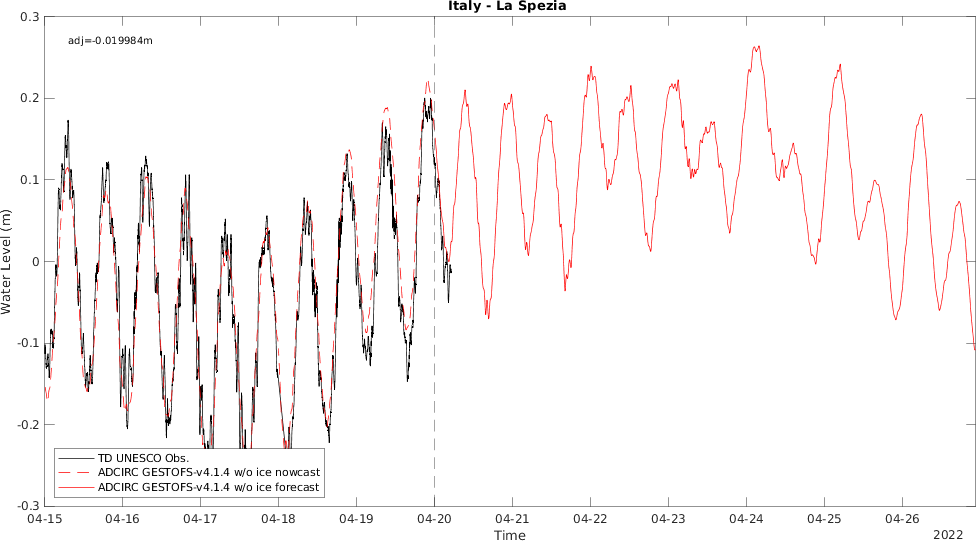 Italy - La Spezia
0.3
adj=-0.019984m
0.2
0.1
0
-0.1
-0.2
-0.3
Water Level (m)
TD UNESCO Obs.
ADCIRC GESTOFS-v4.1.4 w/o ice nowcast
ADCIRC GESTOFS-v4.1.4 w/o ice forecast
04-15 04-16 04-17 04-18 04-19 04-20 04-21 04-22 04-23 04-24 04-25 04-26
Time
2022